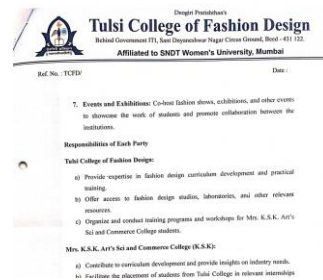 Deogiri Pratishthan's
Tulsi College of Fashion Design
Behind Government ITI, Sant Dnyaneshwar Nagar Circus Ground, Beed - 431 122.
Affiliated to SNDT Women's University, Mumbai
Ref. No. : TCFD/ Date :
7. Events and Exhibitions: Co-host fashion shows, exhibitions, and other events
to showcase the work of students and promote collaboration between the
institutions.
Responsibilities of Each Party
Tulsi College of Fashion Design:
a) Provide expertise in fashion design curriculum development and practical
training.
b) Offer access to fashion design studios, laboratories, and other relevant
resources.
c) Organize and conduct training programs and workshops for Mrs. K.S.K. Art's
Sci and Commerce College students.
Mrs. K.S.K. Art's Sci and Commerce College (K.S.K):
a) Contribute to curriculum development and provide insights on industry needs.
b) Facilitate the placement of students from Tulsi College in relevant internships